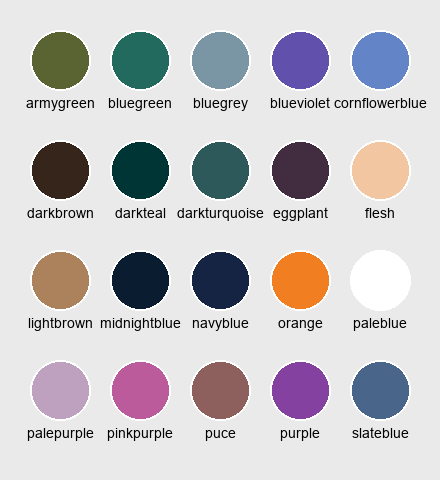 armygreen bluegreen bluegrey blueviolet cornflowerblue
darkbrown darkteal darkturquoise eggplant flesh
lightbrown midnightblue navyblue orange paleblue
palepurple pinkpurple puce purple slateblue